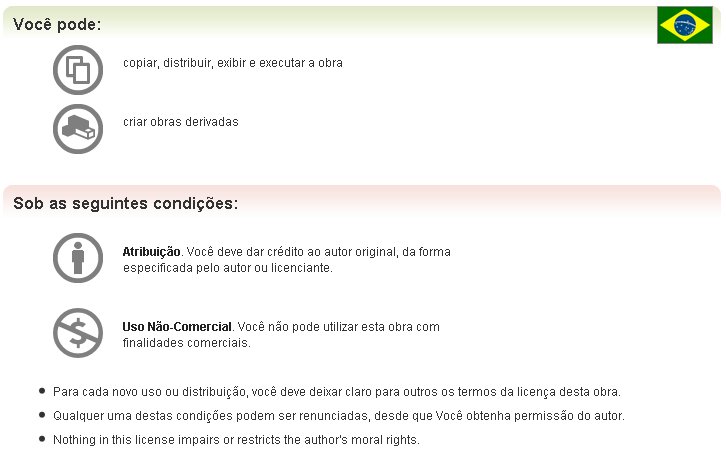 Você pode:
copiar, distribuir, exibir e executar a obra
criar obras derivadas
Sob as seguintes condições:
Atribuição. Você deve dar crédito ao autor original, da forma
especificada pelo autor ou licenciante.
Uso Não-Comercial. Você não pode utilizar esta obra com
finalidades comerciais.
Para cada novo uso ou distribuição, você deve deixar claro para outros os termos da licença desta obra.
Qualquer uma destas condições podem ser renunciadas, desde que Você obtenha permissão do autor.
Nothing in this license impairs or restricts the author's moral rights.